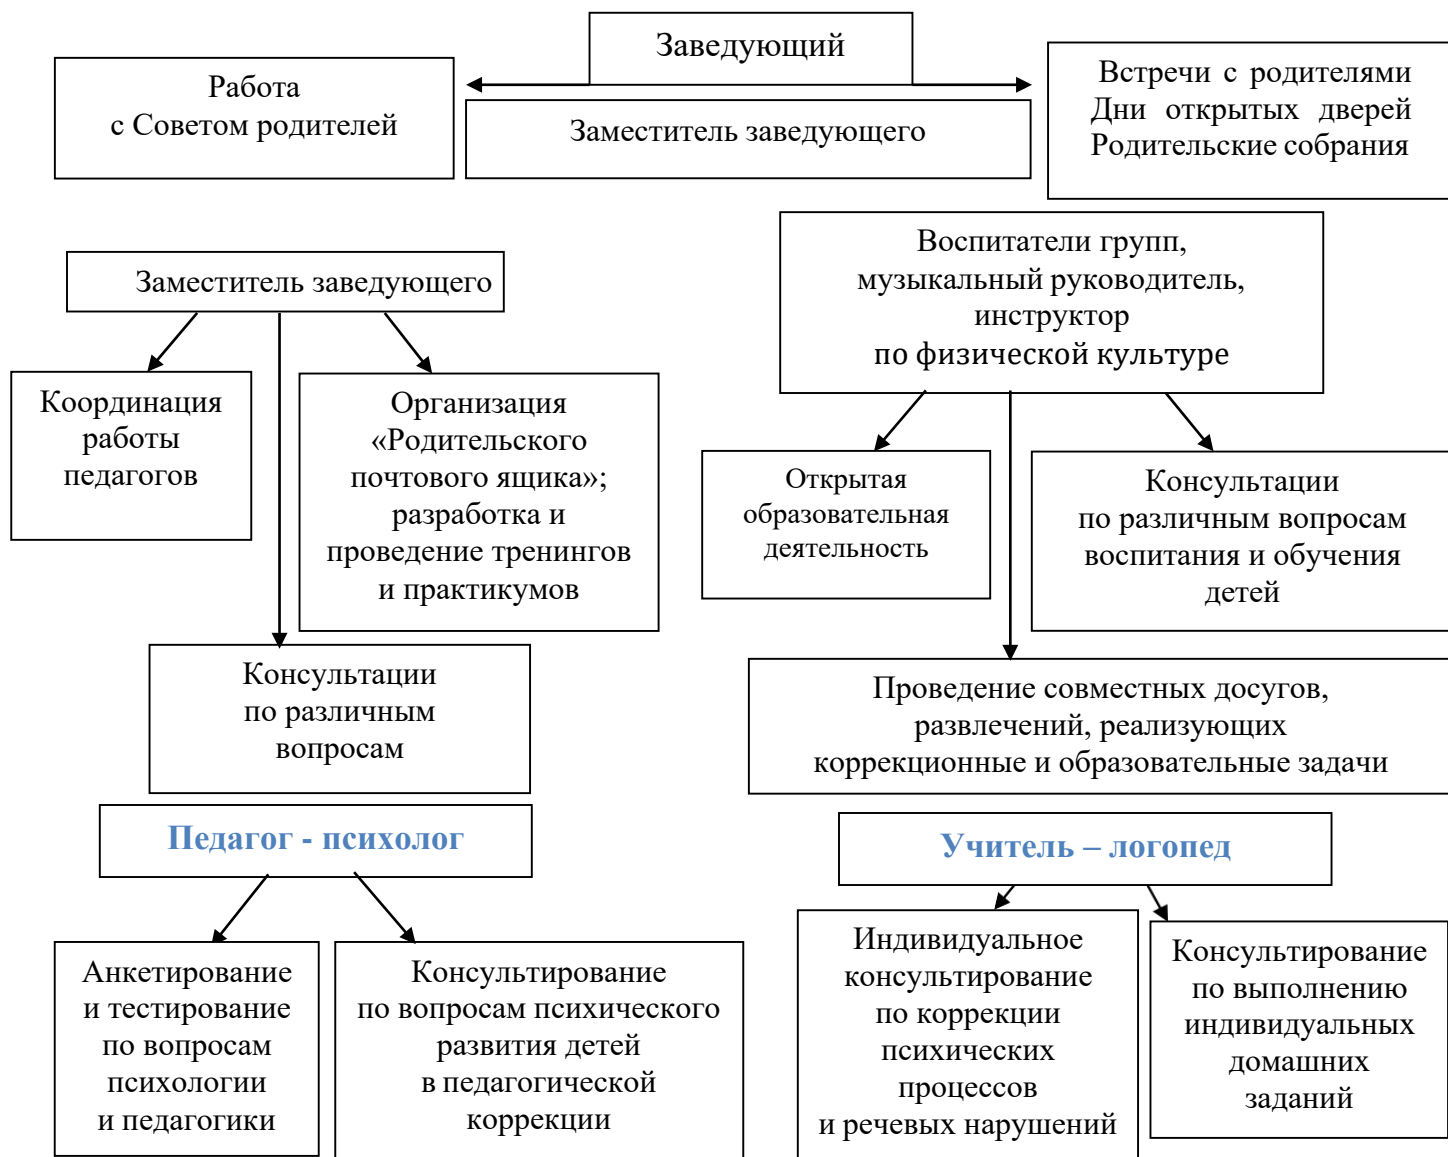 Заведующий
Работа
с Советом родителей
Заместитель заведующего
Встречи с родителями
Дни открытых дверей
Родительские собрания
Заместитель заведующего
Воспитатели групп,
музыкальный руководитель,
инструктор
по физической культуре
Координация
работы
педагогов
Организация
«Родительского
почтового ящика»;
разработка и
проведение тренингов
и практикумов
Открытая
образовательная
деятельность
Консультации
по различным вопросам
воспитания и обучения
детей
Консультации
по различным
вопросам
Проведение совместных досугов,
развлечений, реализующих
коррекционные и образовательные задачи
Педагог - психолог
Учитель – логопед
Анкетирование
и тестирование
по вопросам
психологии
и педагогики
Консультирование
по вопросам психического
развития детей
в педагогической
коррекции
Индивидуальное
консультирование
по коррекции
психических
процессов
и речевых нарушений
Консультирование
по выполнению
индивидуальных
домашних
заданий